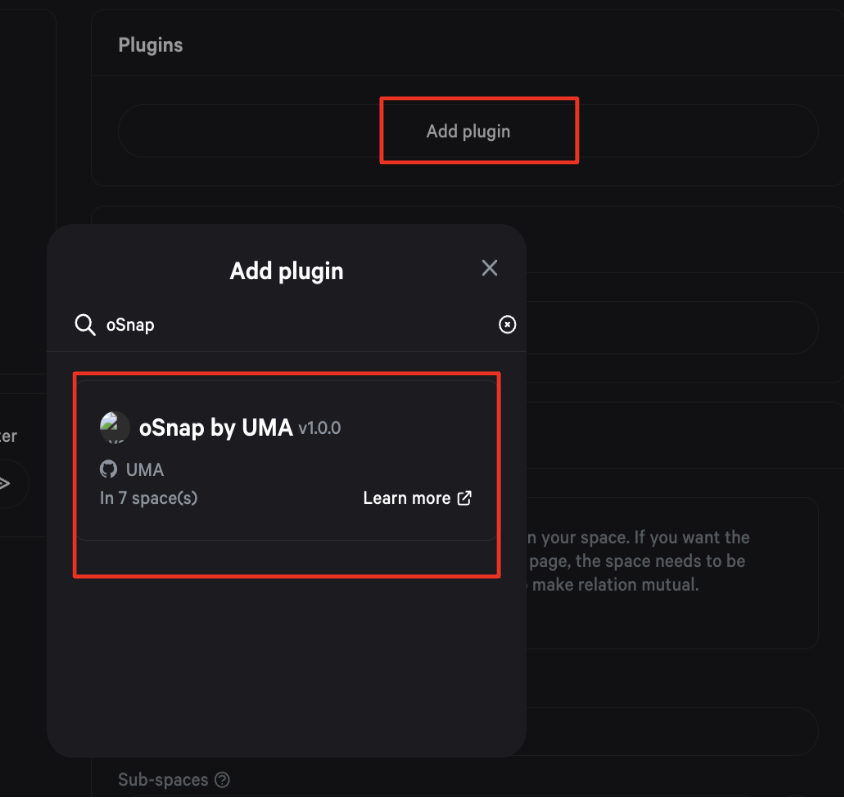 Plugins
Add plugin
Add plugin
oSnap
oSnap by UMA v1.0.0
UMA
In 7 space(s)
Learn more
n your space. If you want the
page, the space needs to be
make relation mutual.
Sub-spaces